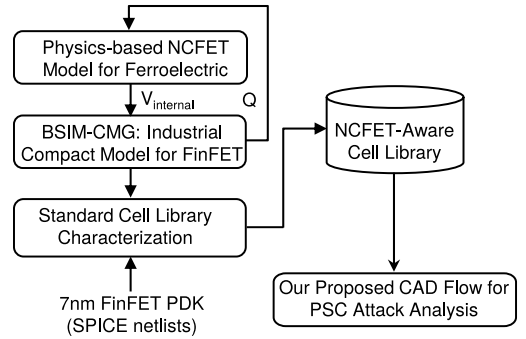 Physics-based NCFET
Model for Ferroelectric
Vinternal
Q
BSIM-CMG: Industrial
Compact Model for FinFET
Standard Cell Library
Characterization
7nm FinFET PDK
(SPICE netlists)
NCFET-Aware
Cell Library
Our Proposed CAD Flow for
PSC Attack Analysis